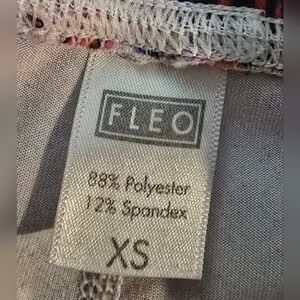 FLEO
88% Polyester
12% Spandex
XS